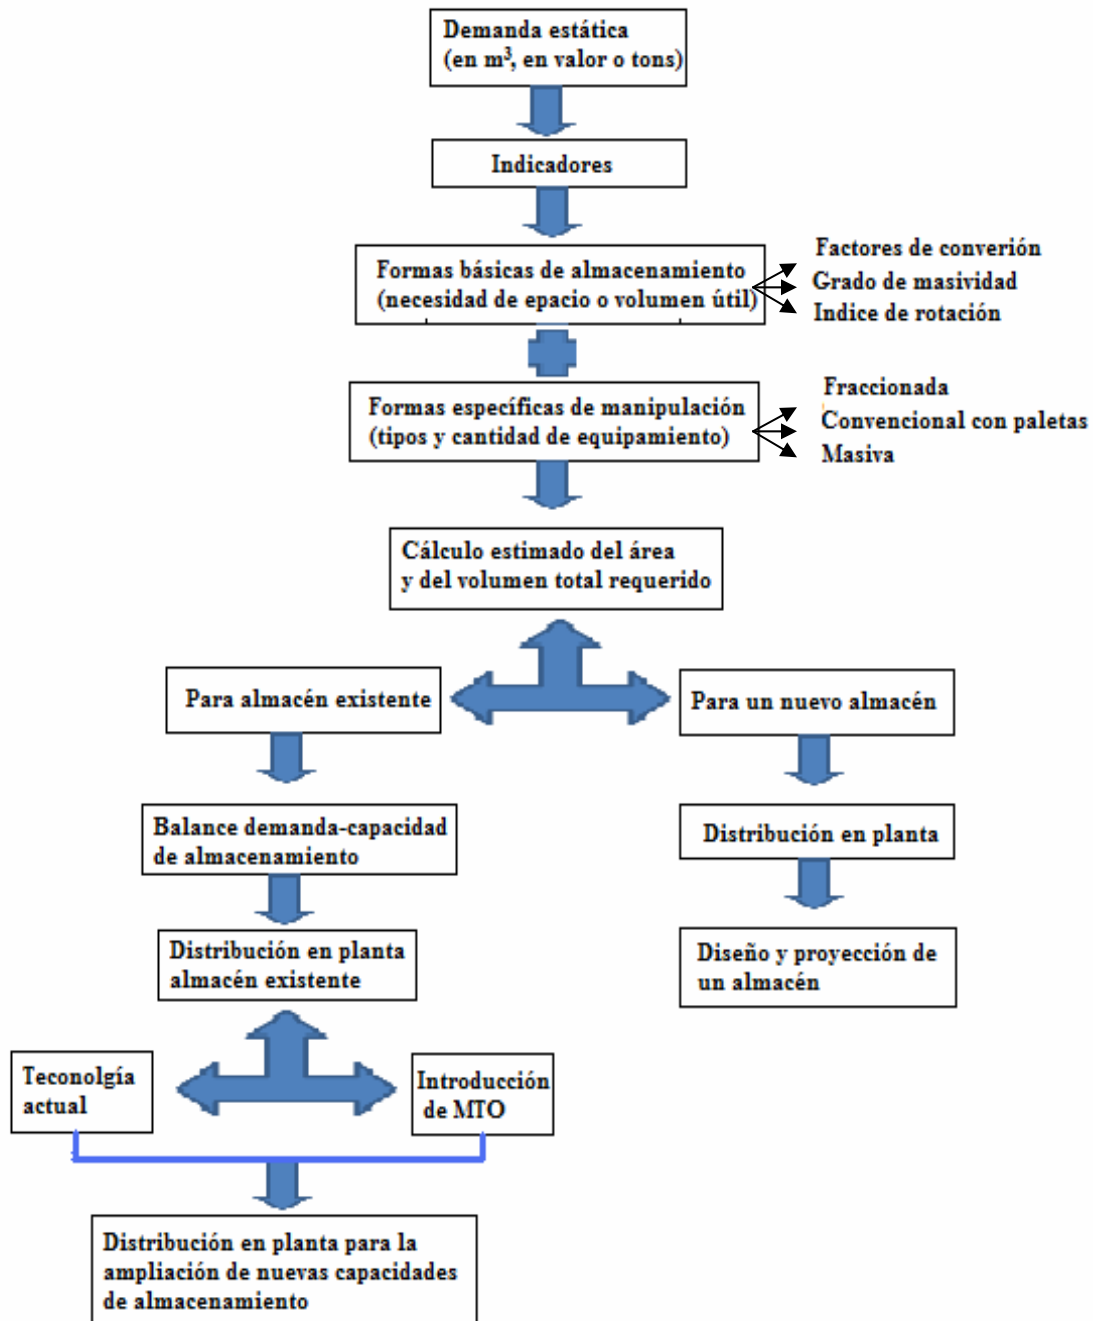 Demanda estática
(en m³, en valor o tons)
Indicadores
Formas básicas de almacenamiento
(necesidad de epacio o volumen útil)
Factores de converión
Grado de masividad
Indice de rotación
Formas específicas de manipulación
(tipos y cantidad de equipamiento)
Fraccionada
Convencional con paletas
Masiva
Cálculo estimado del área
y del volumen total requerido
Para almacén existente
Para un nuevo almacén
Balance demanda-capacidad
de almacenamiento
Distribución en planta
Distribución en planta
almacén existente
Diseño y proyección de
un almacén
Teconolgía
actual
Introducción
de MTO
Distribución en planta para la
ampliación de nuevas capacidades
de almacenamiento